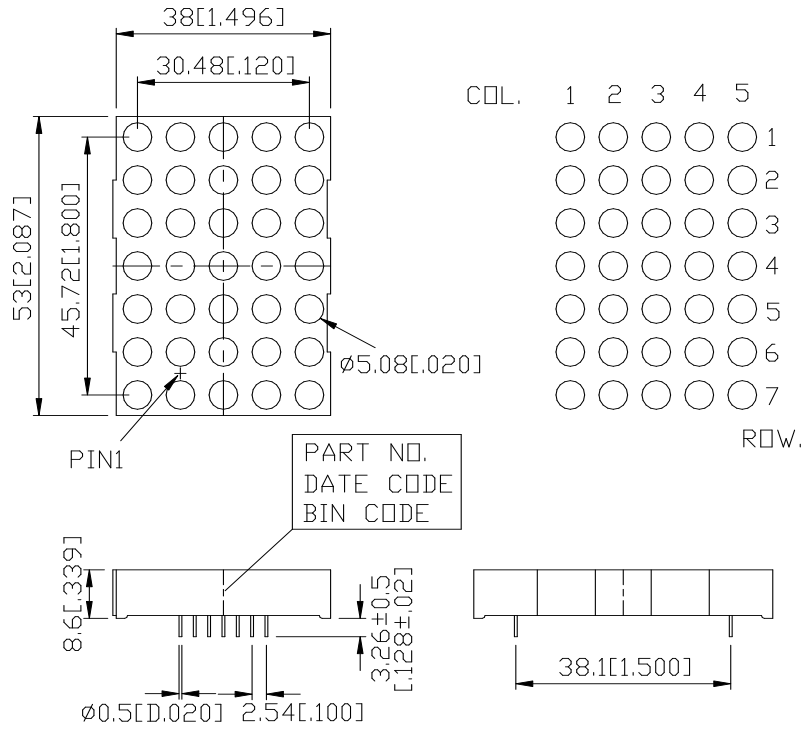 38[1.496]
30.48[.120]
COL. 1 2 3 4 5
1
2
3
4
5
6
7
ROW.
53[2.087]
45.72[1.800]
Ø5.08[.020]
PIN1
PART NO.
DATE CODE
BIN CODE
8.6[.339]
3.26±0.5
[.128±.02]
38.1[1.500]
Ø0.5[D.020]
2.54[.100]